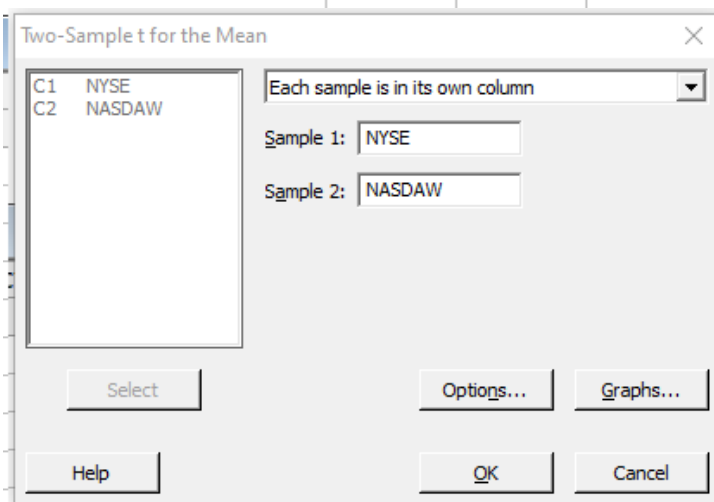 Two-Sample t for the Mean
C1 NYSE
C2 NASDAW
Each sample is in its own column
Sample 1: NYSE
Sample 2: NASDAW
Select
Options...
Graphs...
Help
OK
Cancel